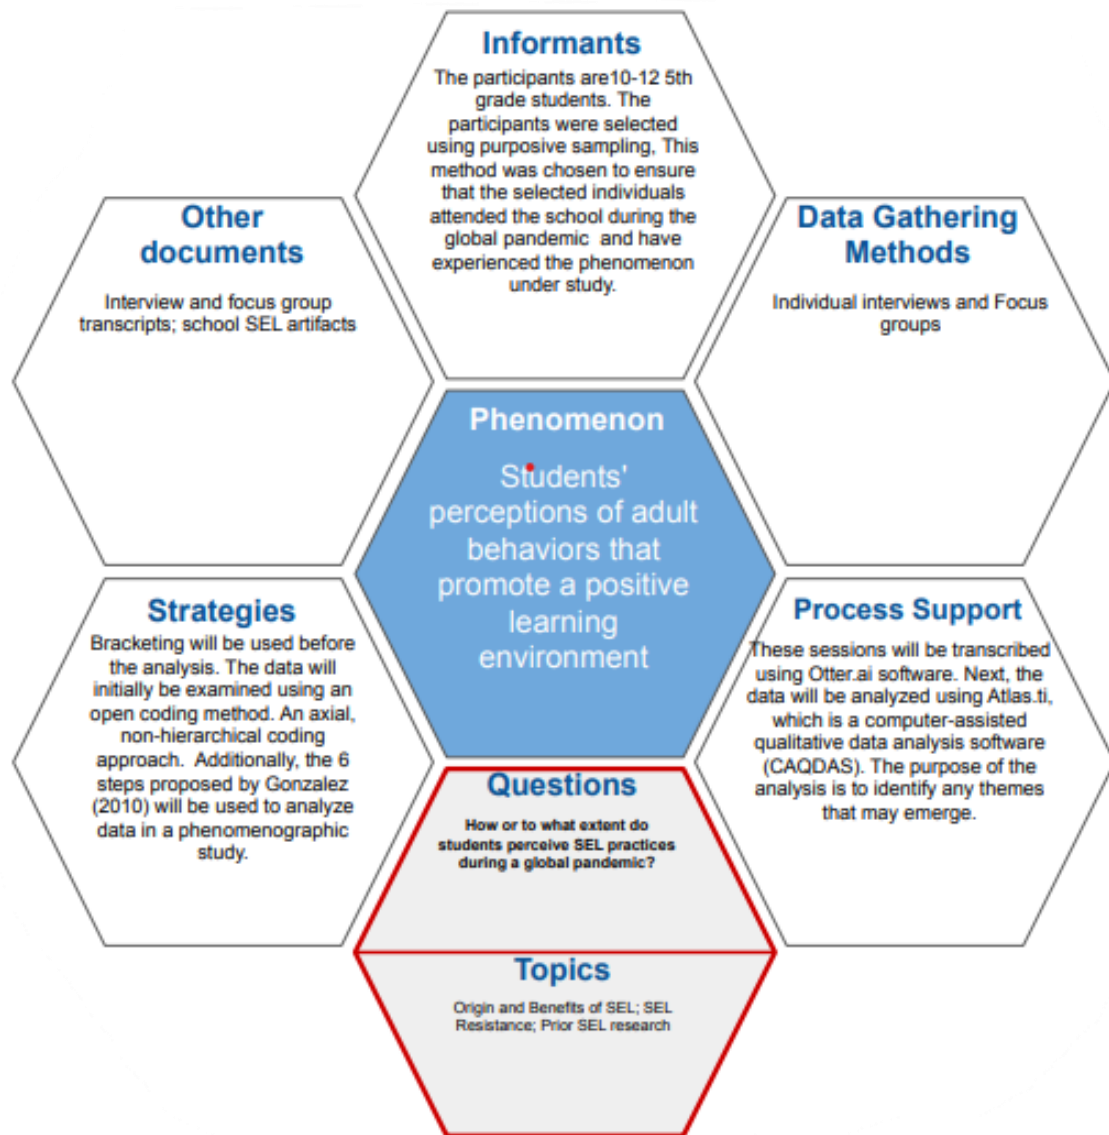 Informants
The participants are10-12 5th
grade students. The
participants were selected
using purposive sampling, This
method was chosen to ensure
that the selected individuals
attended the school during the
global pandemic and have
experienced the phenomenon
under study.
Other
documents
Interview and focus group
transcripts; school SEL artifacts
Data Gathering
Methods
Individual interviews and Focus
groups
Phenomenon
Students'
perceptions of adult
behaviors that
promote a positive
learning
environment
Strategies
Bracketing will be used before
the analysis. The data will
initially be examined using an
open coding method. An axial,
non-hierarchical coding
approach. Additionally, the 6
steps proposed by Gonzalez
(2010) will be used to analyze
data in a phenomenographic
study.
Process Support
These sessions will be transcribed
using Otter.ai software. Next, the
data will be analyzed using Atlas.ti,
which is a computer-assisted
qualitative data analysis software
(CAQDAS). The purpose of the
analysis is to identify any themes
that may emerge.
Questions
How or to what extent do
students perceive SEL practices
during a global pandemic?
Topics
Origin and Benefits of SEL; SEL
Resistance; Prior SEL research